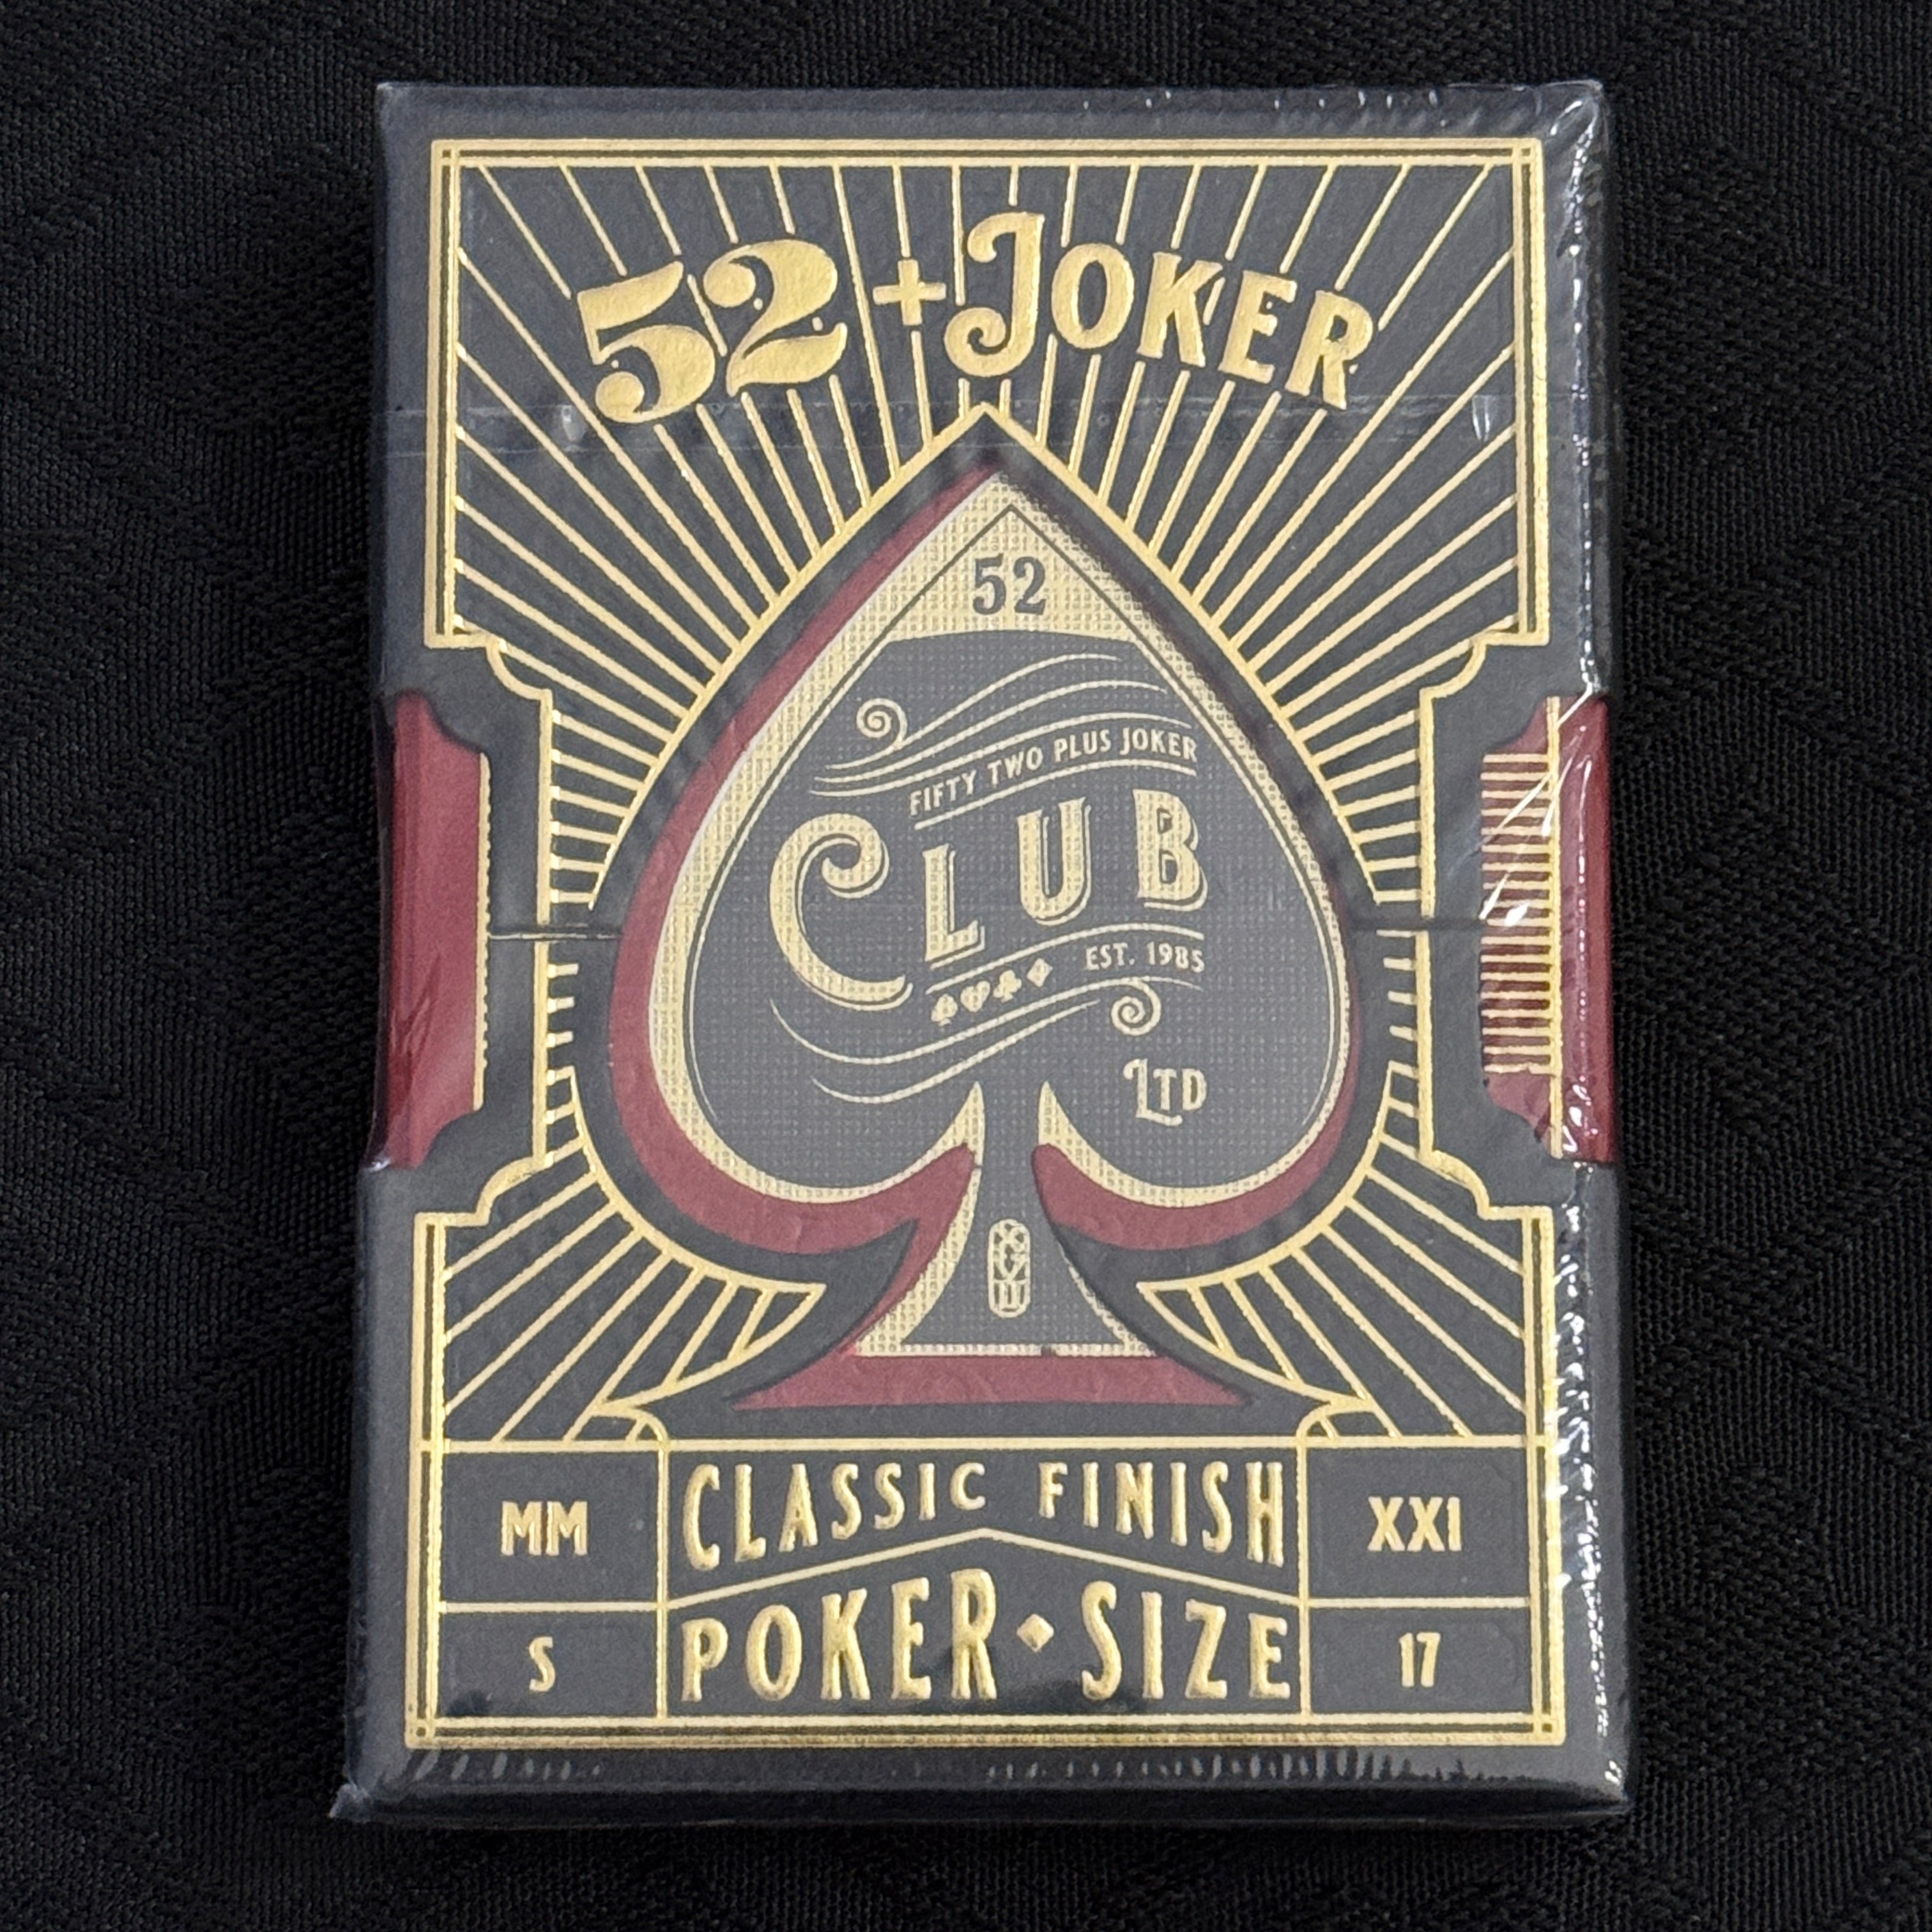 52 + JOKER
52
FIFTY TWO PLUS JOKER
CLUB
EST. 1985
LTD
CLASSIC FINISH
MM
XXI
POKER SIZE
S
17